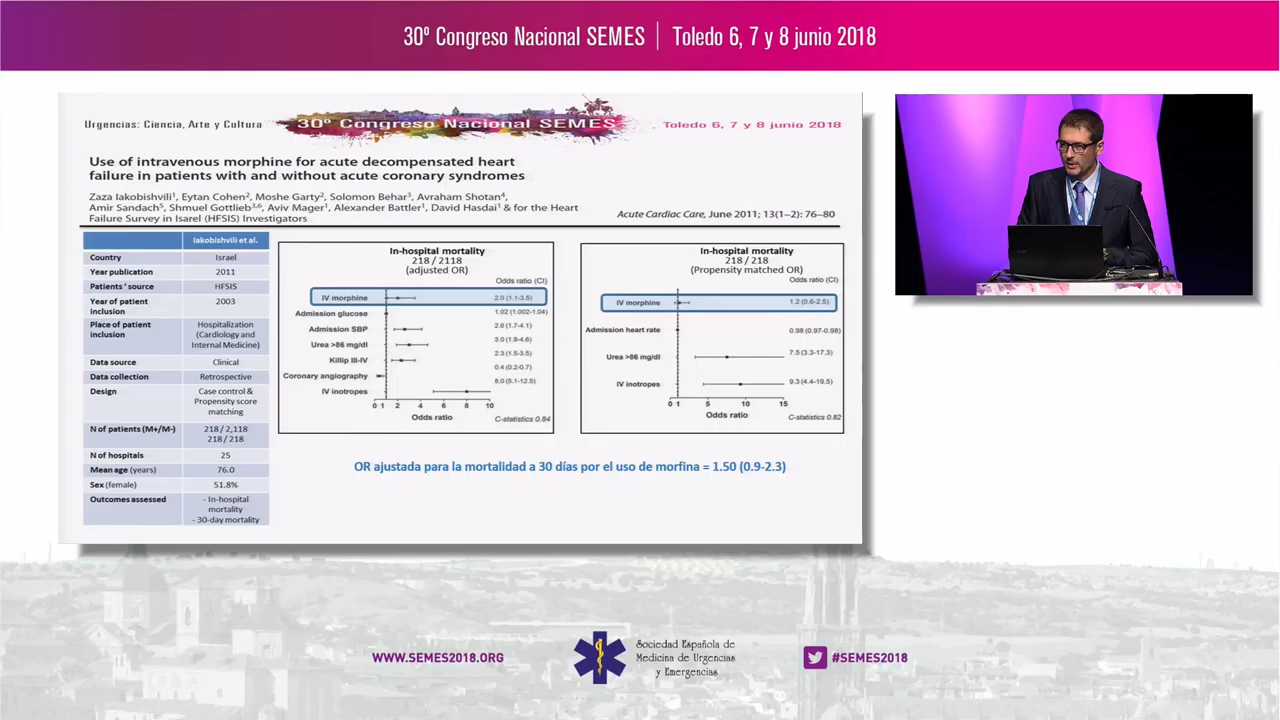 30º Congreso Nacional SEMES | Toledo 6, 7 y 8 junio 2018
Urgencias: Ciencia, Arte y Cultura
30º Congreso Nacional SEMES
Toledo 6, 7 y 8 junio 2018
Use of intravenous morphine for acute decompensated heart
failure in patients with and without acute coronary syndromes
Zaza Iakobishvili¹, Eytan Cohen², Moshe Garty², Solomon Behar³, Avraham Shotan⁴,
Amir Sandach⁵, Shmuel Gottlieb³,⁶, Aviv Mager¹, Alexander Battler¹, David Hasdai¹ & for the Heart
Failure Survey in Isarel (HFSIS) Investigators
Acute Cardiac Care, June 2011; 13(1–2): 76–80
Iakobishvili et al.
Country Israel
Year publication 2011
Patients' source HFSIS
Year of patient 2003
inclusion
Place of patient Hospitalization
inclusion (Cardiology and
Internal Medicine)
Data source Clinical
Data collection Retrospective
Design Case control &
Propensity score
matching
N of patients (M+/M-) 218 / 2,118
218 / 218
N of hospitals 25
Mean age (years) 76.0
Sex (female) 51.8%
Outcomes assessed - In-hospital
mortality
- 30-day mortality
In-hospital mortality
218 / 2118
(adjusted OR)
Odds ratio (CI)
IV morphine 2.0 (1.1-3.5)
Admission glucose 1.02 (1.002-1.04)
Admission SBP 2.6 (1.7-4.1)
Urea >86 mg/dl 3.0 (1.9-4.6)
Killip III-IV 2.3 (1.5-3.5)
Coronary angiography 0.4 (0.2-0.7)
IV inotropes 8.0 (5.1-12.5)
0 1 2 4 6 8 10
Odds ratio
C-statistics 0.84
In-hospital mortality
218 / 218
(Propensity matched OR)
Odds ratio (CI)
IV morphine 1.2 (0.6-2.5)
Admission heart rate 0.98 (0.97-0.98)
Urea >86 mg/dl 7.5 (3.3-17.3)
IV inotropes 9.3 (4.4-19.5)
0 1 5 10 15
Odds ratio
C-statistics 0.82
OR ajustada para la mortalidad a 30 días por el uso de morfina = 1.50 (0.9-2.3)
WWW.SEMES2018.ORG
Sociedad Española de
Medicina de Urgencias
y Emergencias
#SEMES2018